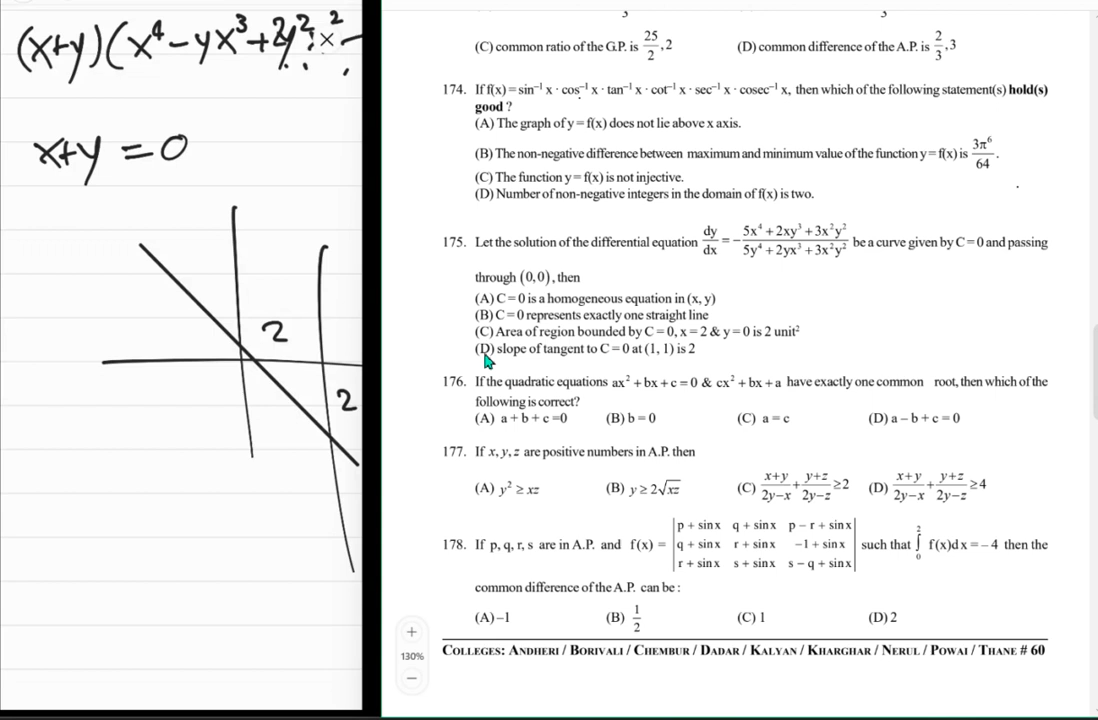 (x+y)(x⁴-yx³+2y²x²-
x+y=0
2
2
(C) common ratio of the G.P. is 25/2, 2 (D) common difference of the A.P. is 2/3, 3
174. If f(x) = sin⁻¹ x · cos⁻¹ x · tan⁻¹ x · cot⁻¹ x · sec⁻¹ x · cosec⁻¹ x, then which of the following statement(s) hold(s)
good ?
(A) The graph of y = f(x) does not lie above x axis.
(B) The non-negative difference between maximum and minimum value of the function y = f(x) is 3π⁶/64.
(C) The function y = f(x) is not injective.
(D) Number of non-negative integers in the domain of f(x) is two.
175. Let the solution of the differential equation dy/dx = -(5x⁴+2xy³+3x²y²)/(5y⁴+2yx³+3x²y²) be a curve given by C = 0 and passing
through (0,0), then
(A) C = 0 is a homogeneous equation in (x, y)
(B) C = 0 represents exactly one straight line
(C) Area of region bounded by C = 0, x = 2 & y = 0 is 2 unit²
(D) slope of tangent to C = 0 at (1, 1) is 2
176. If the quadratic equations ax² + bx + c = 0 & cx² + bx + a have exactly one common root, then which of the
following is correct?
(A) a + b + c =0 (B) b = 0 (C) a = c (D) a – b + c = 0
177. If x, y, z are positive numbers in A.P. then
(A) y² ≥ xz (B) y ≥ 2√xz (C) (x+y)/(2y-x) + (y+z)/(2y-z) ≥ 2 (D) (x+y)/(2y-x) + (y+z)/(2y-z) ≥ 4
178. If p, q, r, s are in A.P. and f(x) = | p + sin x q + sin x p – r + sin x |
| q + sin x r + sin x –1 + sin x | such that ∫₀² f(x)dx = – 4 then the
| r + sin x s + sin x s – q + sin x |
common difference of the A.P. can be :
(A) –1 (B) 1/2 (C) 1 (D) 2
130%
COLLEGES: ANDHERI / BORIVALI / CHEMBUR / DADAR / KALYAN / KHARGHAR / NERUL / POWAI / THANE # 60